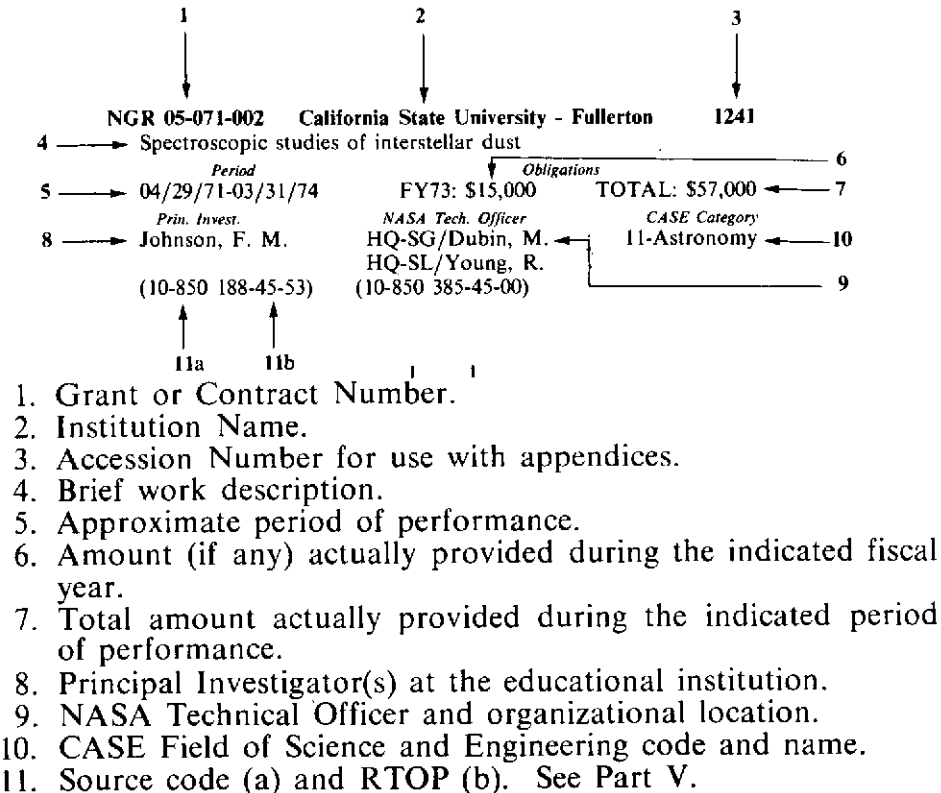 1 2 3
NGR 05-071-002 California State University - Fullerton 1241
4 Spectroscopic studies of interstellar dust
Period Obligations 6
5 04/29/71-03/31/74 FY73: $15,000 TOTAL: $57,000 7
Prin. Invest. NASA Tech. Officer CASE Category
8 Johnson, F. M. HQ-SG/Dubin, M. 11-Astronomy 10
HQ-SL/Young, R.
(10-850 188-45-53) (10-850 385-45-00) 9
11a 11b
1. Grant or Contract Number.
2. Institution Name.
3. Accession Number for use with appendices.
4. Brief work description.
5. Approximate period of performance.
6. Amount (if any) actually provided during the indicated fiscal
year.
7. Total amount actually provided during the indicated period
of performance.
8. Principal Investigator(s) at the educational institution.
9. NASA Technical Officer and organizational location.
10. CASE Field of Science and Engineering code and name.
11. Source code (a) and RTOP (b). See Part V.